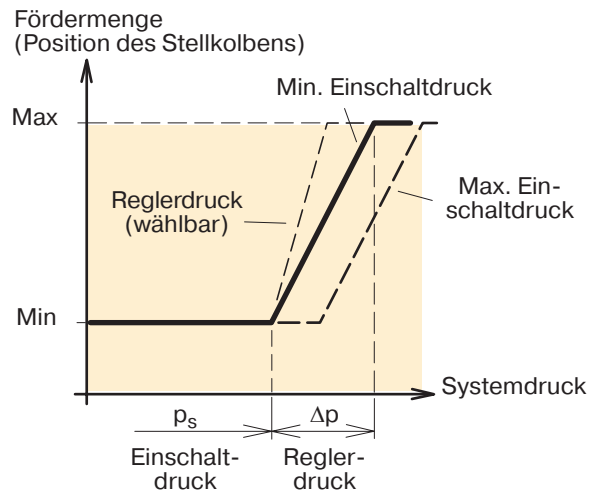 Fördermenge
(Position des Stellkolbens)
Min. Einschaltdruck
Max
Reglerdruck
(wählbar)
Max. Ein-
schaltdruck
Min
Systemdruck
pₛ
Δp
Einschalt-
druck
Regler-
druck